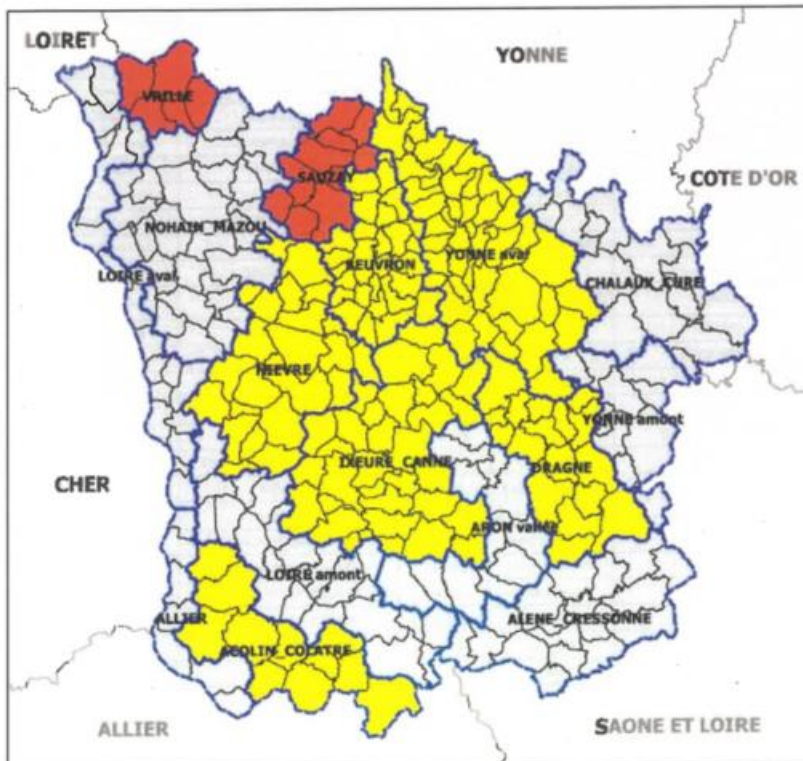 LOIRET
YONNE
VRILLE
SAUZAY
COTE D'OR
NOHAIN_MAZOU
BEUVRON
YONNE aval
LOIRE aval
CHALAUX_CURE
NIEVRE
YONNE amont
IXEURE_CANNE
DRAGNE
CHER
ARON vallée
LOIRE amont
ALLIER
ALENE_CRESSONNE
ACOLIN_COLATRE
ALLIER
SAONE ET LOIRE